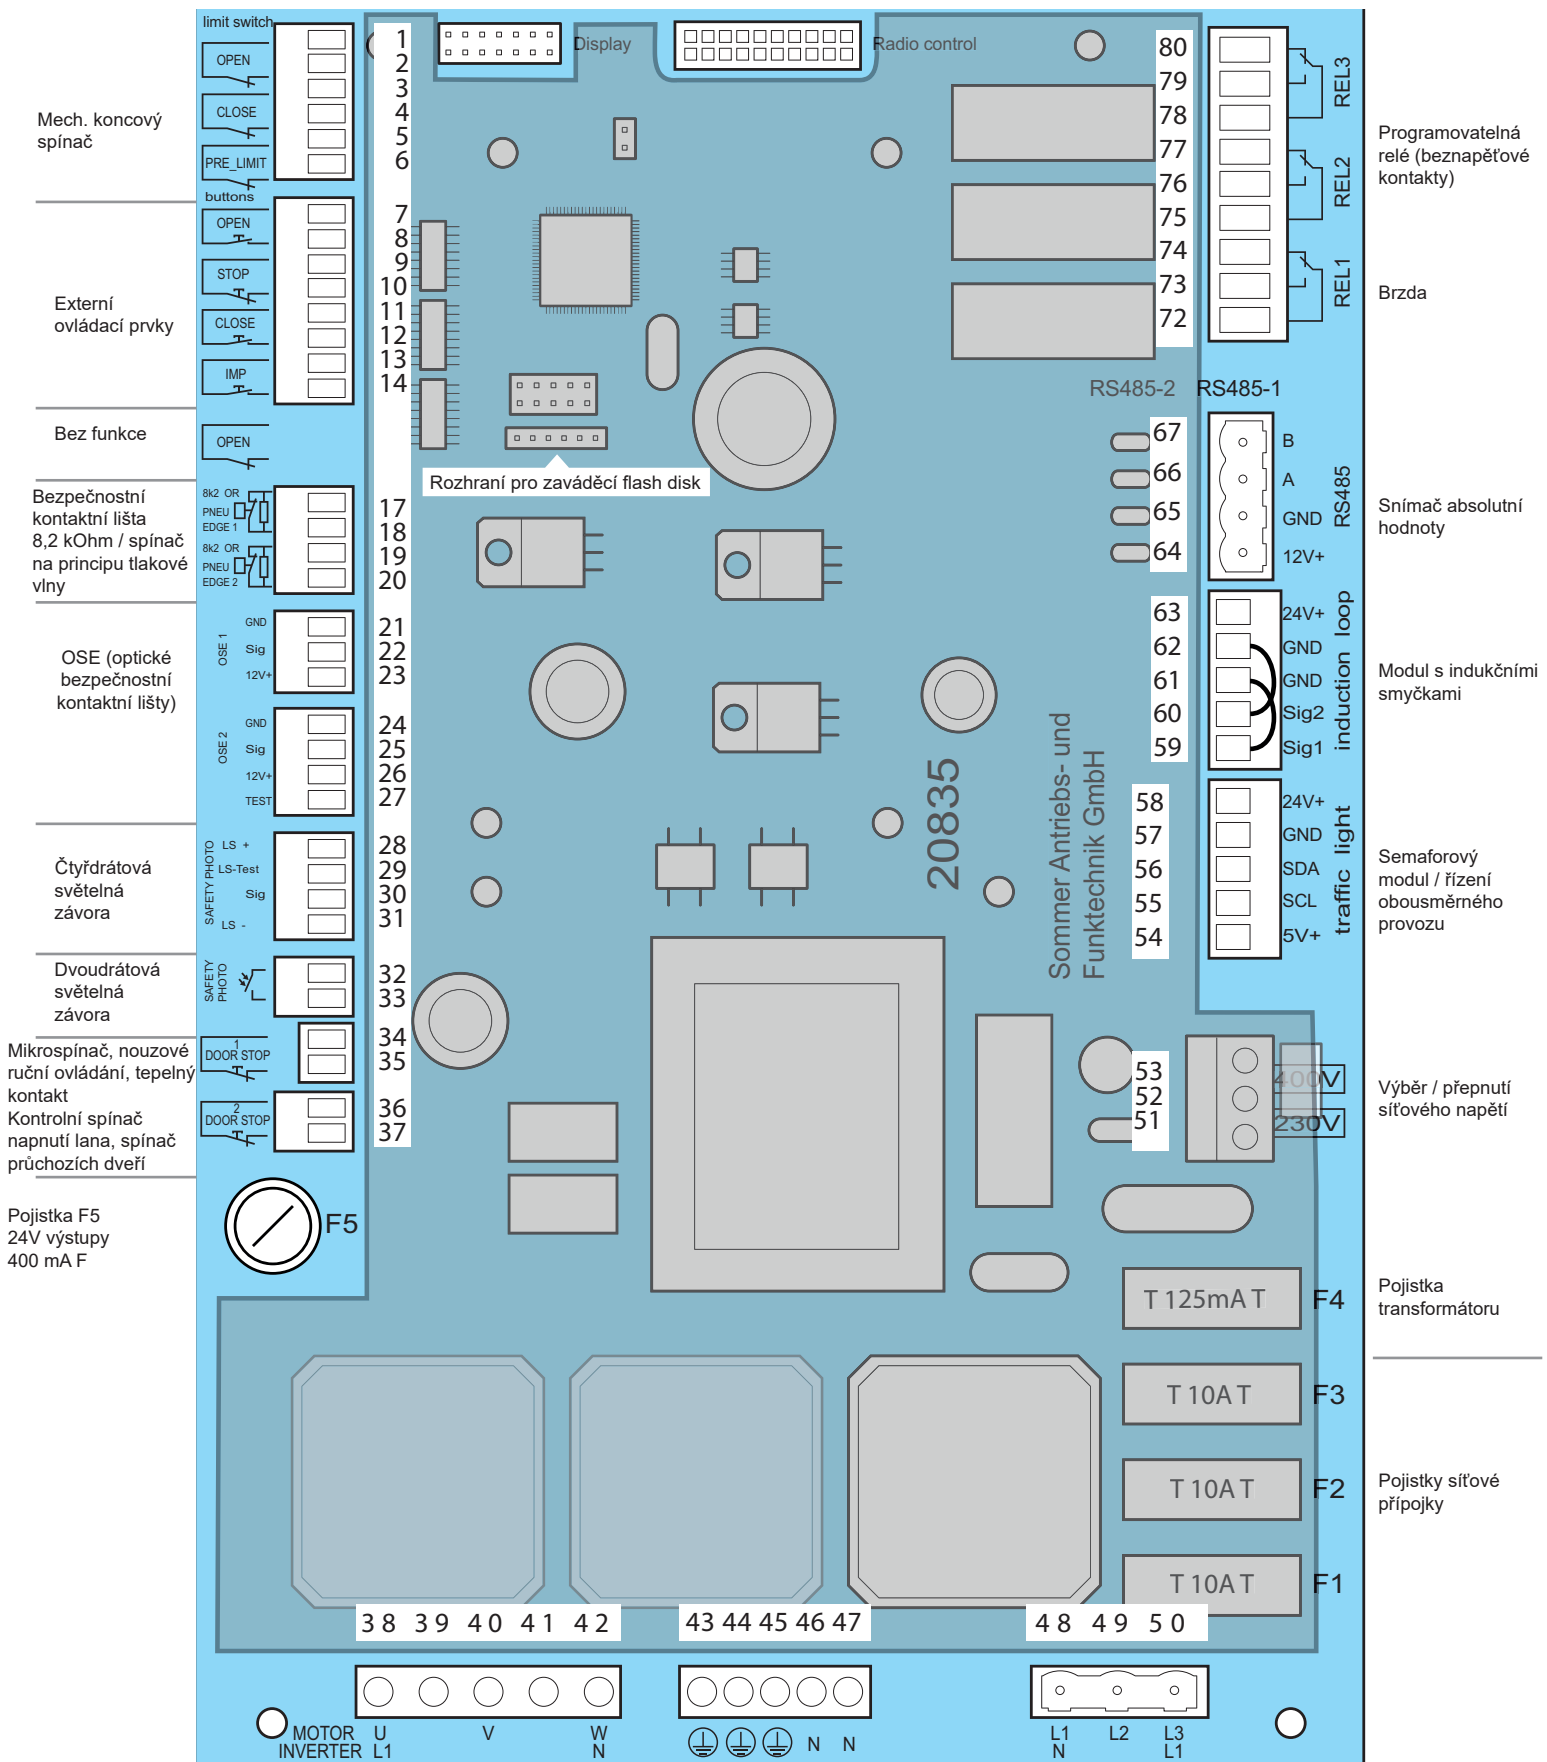 limit switch
OPEN
CLOSE
PRE_LIMIT
Mech. koncový
spínač
1
2
3
4
5
6
Display
Radio control
buttons
OPEN
STOP
CLOSE
IMP
Externí
ovládací prvky
7
8
9
10
11
12
13
14
Bez funkce
OPEN
Rozhraní pro zaváděcí flash disk
Bezpečnostní
kontaktní lišta
8,2 kOhm / spínač
na principu tlakové
vlny
8k2 OR
PNEU
EDGE 1
8k2 OR
PNEU
EDGE 2
17
18
19
20
OSE (optické
bezpečnostní
kontaktní lišty)
OSE 1
GND
Sig
12V+
21
22
23
OSE 2
GND
Sig
12V+
TEST
24
25
26
27
Čtyřdrátová
světelná
závora
SAFETY PHOTO
LS +
LS-Test
Sig
LS -
28
29
30
31
Dvoudrátová
světelná
závora
SAFETY
PHOTO
32
33
Mikrospínač, nouzové
ruční ovládání, tepelný
kontakt
Kontrolní spínač
napnutí lana, spínač
průchozích dveří
1
DOOR STOP
2
DOOR STOP
34
35
36
37
Pojistka F5
24V výstupy
400 mA F
F5
80
79
78
77
76
75
74
73
72
REL3
REL2
REL1
Programovatelná
relé (beznapěťové
kontakty)
Brzda
RS485-2
RS485-1
67
66
65
64
B
A
GND
12V+
RS485
Snímač absolutní
hodnoty
63
62
61
60
59
24V+
GND
GND
Sig2
Sig1
induction loop
Modul s indukčními
smyčkami
20835
Sommer Antriebs- und
Funktechnik GmbH
58
57
56
55
54
24V+
GND
SDA
SCL
5V+
traffic light
Semaforový
modul / řízení
obousměrného
provozu
53
52
51
400V
230V
Výběr / přepnutí
síťového napětí
T 125mA T
F4
Pojistka
transformátoru
T 10A T
F3
T 10A T
F2
T 10A T
F1
Pojistky síťové
přípojky
38 39 40 41 42
43 44 45 46 47
48 49 50
MOTOR U V W
INVERTER L1 N
N N
L1 L2 L3
N L1